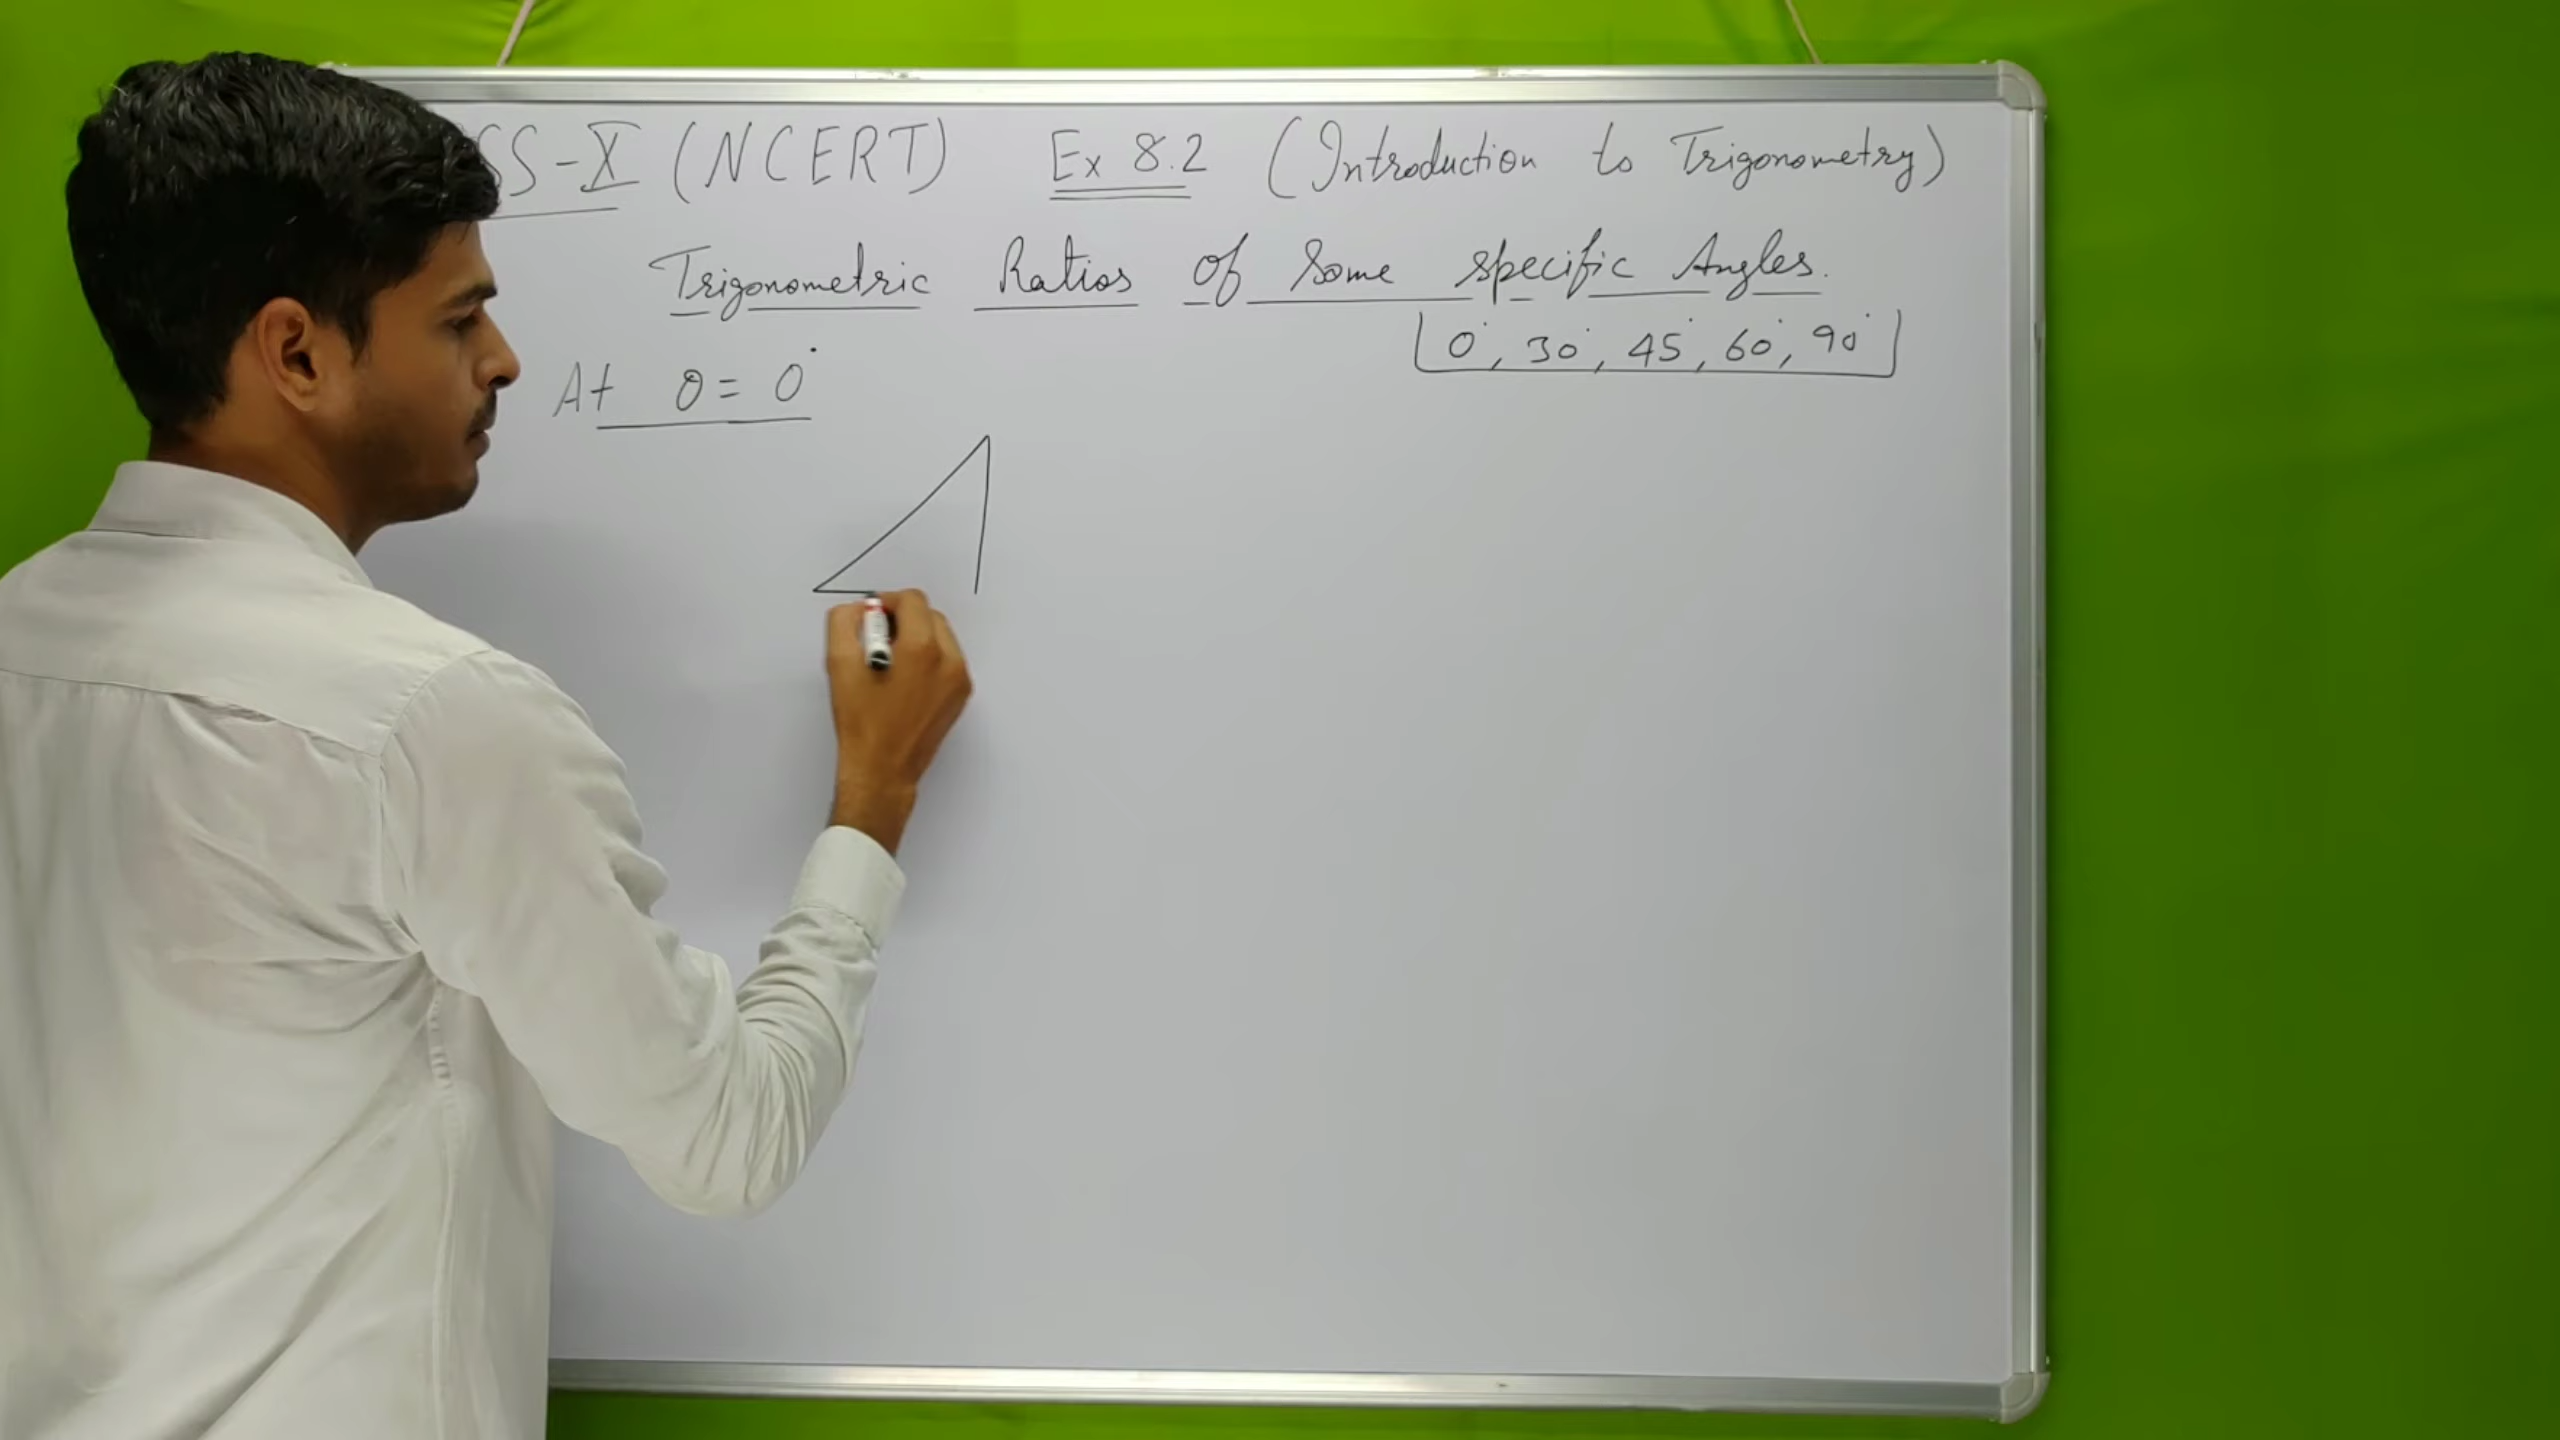 SS-X (NCERT) Ex 8.2 (Introduction to Trigonometry)
Trigonometric Ratios of Some specific Angles.
0°, 30°, 45°, 60°, 90°
At θ = 0°